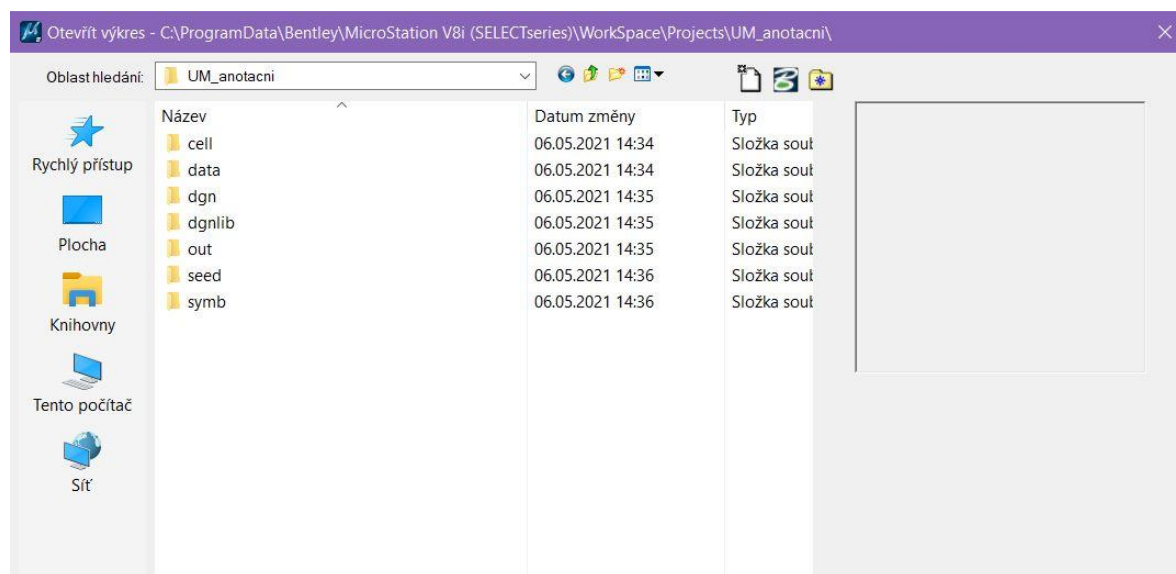 Otevřít výkres - C:\ProgramData\Bentley\MicroStation V8i (SELECTseries)\WorkSpace\Projects\UM_anotacni\
Oblast hledání: UM_anotacni
Název Datum změny Typ
cell 06.05.2021 14:34 Složka soub
data 06.05.2021 14:34 Složka soub
dgn 06.05.2021 14:35 Složka soub
dgnlib 06.05.2021 14:35 Složka soub
out 06.05.2021 14:35 Složka soub
seed 06.05.2021 14:36 Složka soub
symb 06.05.2021 14:36 Složka soub
Rychlý přístup
Plocha
Knihovny
Tento počítač
Síť